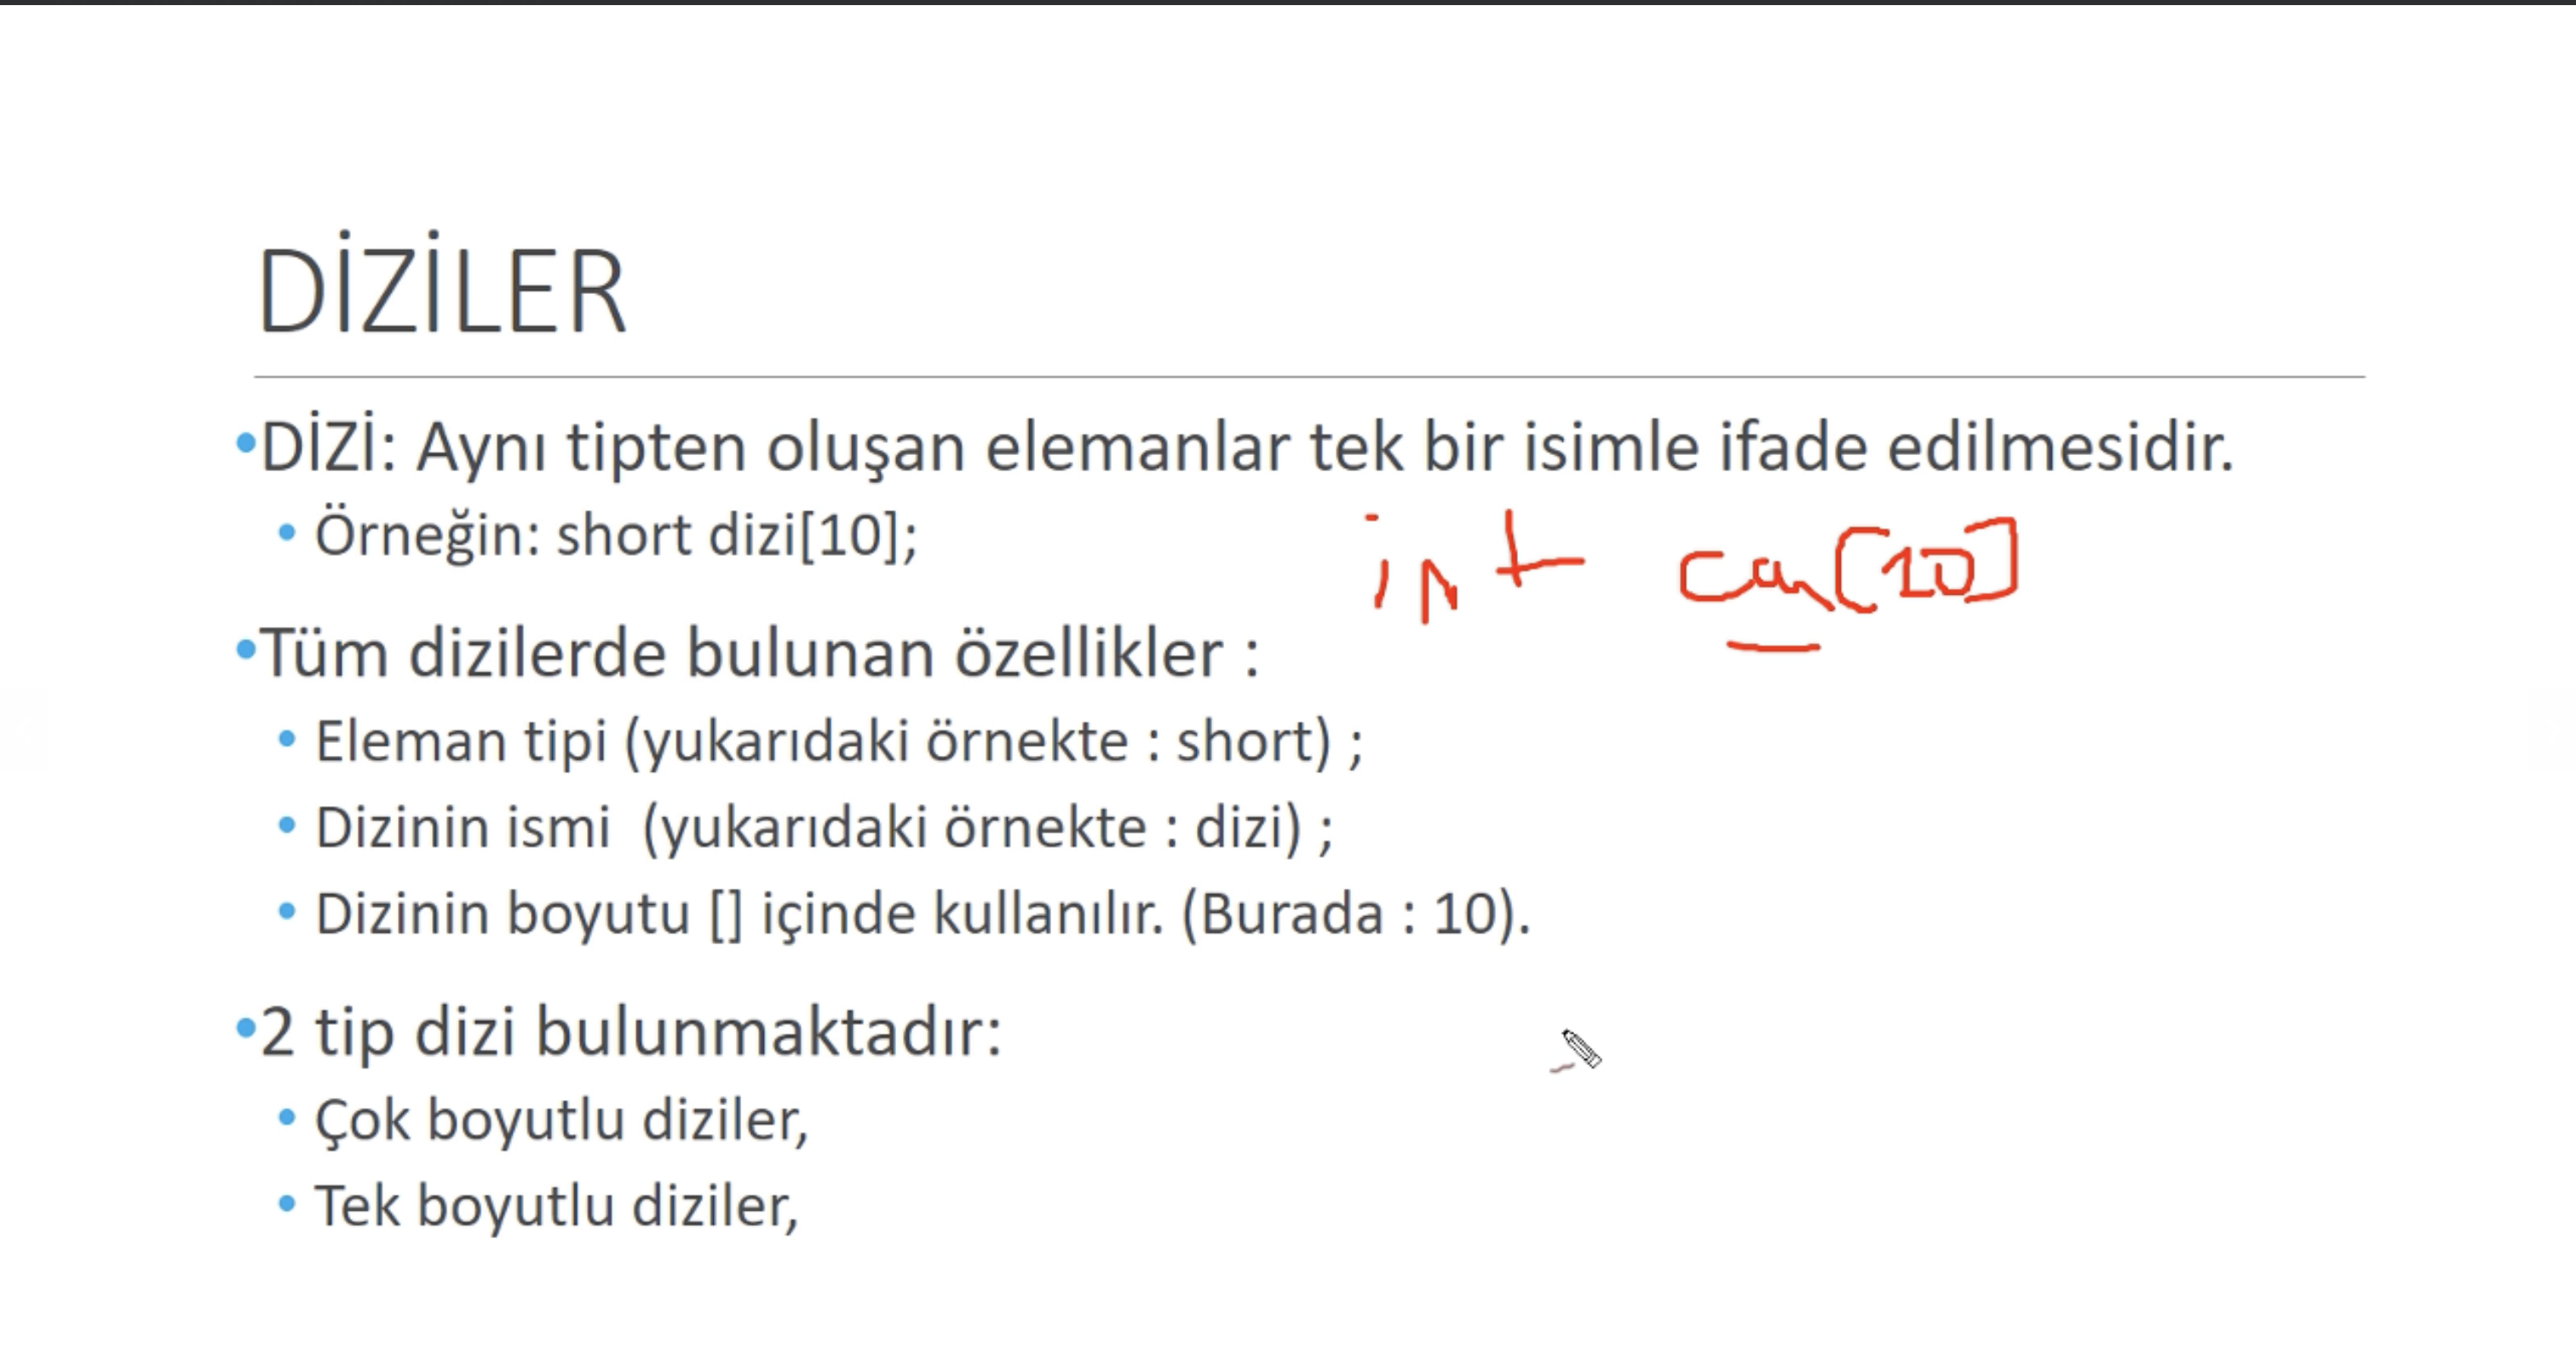 DİZİLER
•DİZİ: Aynı tipten oluşan elemanlar tek bir isimle ifade edilmesidir.
• Örneğin: short dizi[10];
int can[10]
•Tüm dizilerde bulunan özellikler :
• Eleman tipi (yukarıdaki örnekte : short) ;
• Dizinin ismi  (yukarıdaki örnekte : dizi) ;
• Dizinin boyutu [] içinde kullanılır. (Burada : 10).
•2 tip dizi bulunmaktadır:
• Çok boyutlu diziler,
• Tek boyutlu diziler,